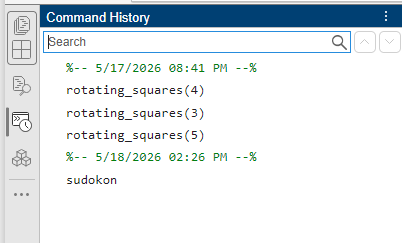 Command History
Search
%-- 5/17/2026 08:41 PM --%
rotating_squares(4)
rotating_squares(3)
rotating_squares(5)
%-- 5/18/2026 02:26 PM --%
sudokon